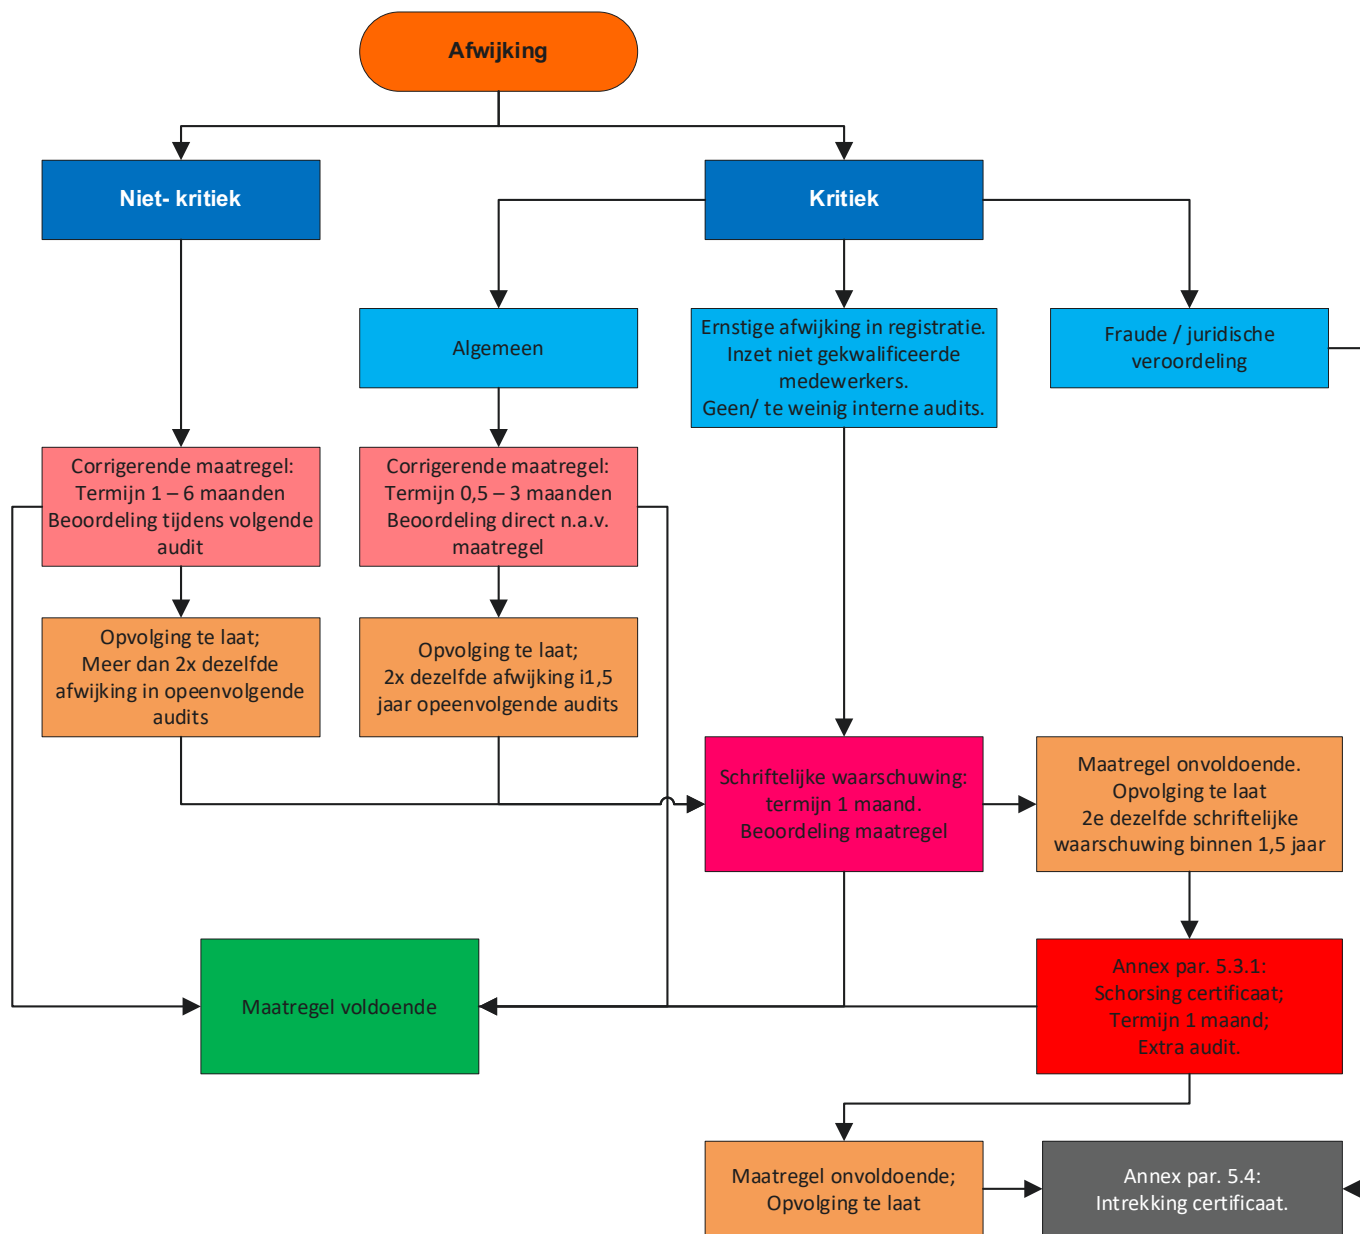 Afwijking
Niet- kritiek
Kritiek
Algemeen
Ernstige afwijking in registratie.
Inzet niet gekwalificeerde
medewerkers.
Geen/ te weinig interne audits.
Fraude / juridische
veroordeling
Corrigerende maatregel:
Termijn 1 – 6 maanden
Beoordeling tijdens volgende
audit
Corrigerende maatregel:
Termijn 0,5 – 3 maanden
Beoordeling direct n.a.v.
maatregel
Opvolging te laat;
Meer dan 2x dezelfde
afwijking in opeenvolgende
audits
Opvolging te laat;
2x dezelfde afwijking i1,5
jaar opeenvolgende audits
Schriftelijke waarschuwing:
termijn 1 maand.
Beoordeling maatregel
Maatregel onvoldoende.
Opvolging te laat
2e dezelfde schriftelijke
waarschuwing binnen 1,5 jaar
Maatregel voldoende
Annex par. 5.3.1:
Schorsing certificaat;
Termijn 1 maand;
Extra audit.
Maatregel onvoldoende;
Opvolging te laat
Annex par. 5.4:
Intrekking certificaat.